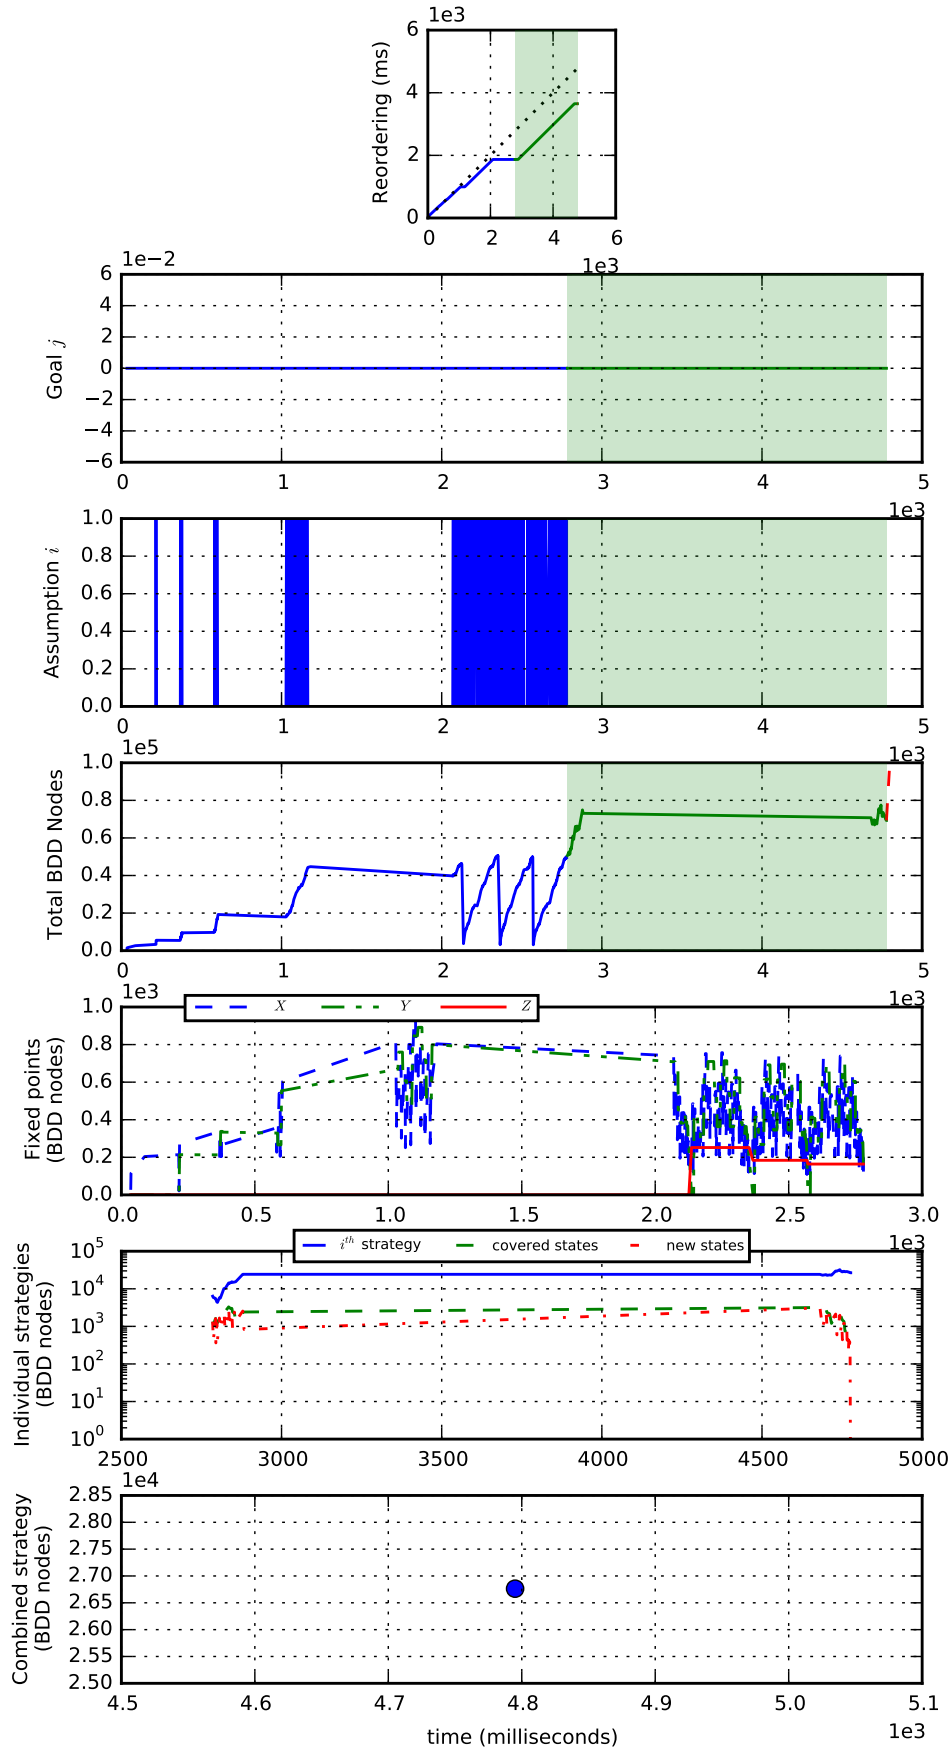 1e3
6
4
2
0
Reordering (ms)
0 2 4 6
1e3
1e−2
6
4
2
0
−2
−4
−6
Goal j
0 1 2 3 4 5
1e3
1.0
0.8
0.6
0.4
0.2
0.0
Assumption i
0 1 2 3 4 5
1e3
1e5
1.0
0.8
0.6
0.4
0.2
0.0
Total BDD Nodes
0 1 2 3 4 5
1e3
1e3
X Y Z
1.0
0.8
0.6
0.4
0.2
0.0
Fixed points
(BDD nodes)
0.0 0.5 1.0 1.5 2.0 2.5 3.0
1e3
i^th strategy covered states new states
10^5
10^4
10^3
10^2
10^1
10^0
Individual strategies
(BDD nodes)
2500 3000 3500 4000 4500 5000
1e4
2.85
2.80
2.75
2.70
2.65
2.60
2.55
2.50
Combined strategy
(BDD nodes)
4.5 4.6 4.7 4.8 4.9 5.0 5.1
time (milliseconds)
1e3